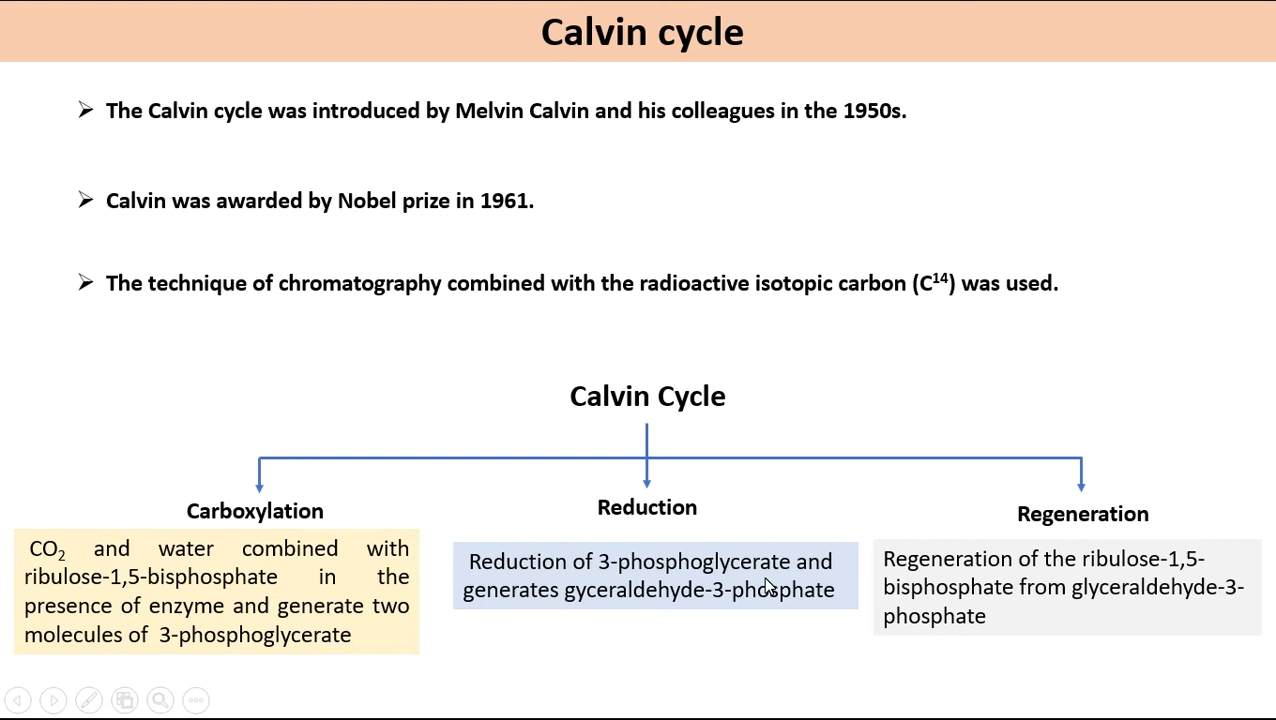 Calvin cycle
➢ The Calvin cycle was introduced by Melvin Calvin and his colleagues in the 1950s.
➢ Calvin was awarded by Nobel prize in 1961.
➢ The technique of chromatography combined with the radioactive isotopic carbon (C¹⁴) was used.
Calvin Cycle
Carboxylation
CO₂ and water combined with
ribulose-1,5-bisphosphate in the
presence of enzyme and generate two
molecules of 3-phosphoglycerate
Reduction
Reduction of 3-phosphoglycerate and
generates gyceraldehyde-3-phosphate
Regeneration
Regeneration of the ribulose-1,5-
bisphosphate from glyceraldehyde-3-
phosphate